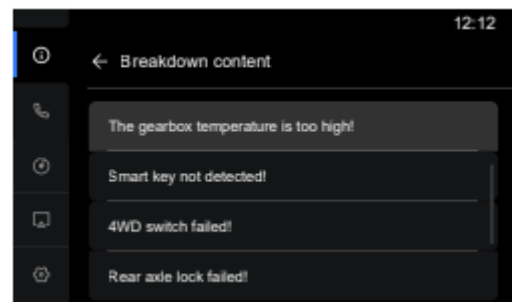 12:12
Breakdown content
The gearbox temperature is too high!
Smart key not detected!
4WD switch failed!
Rear axle lock failed!